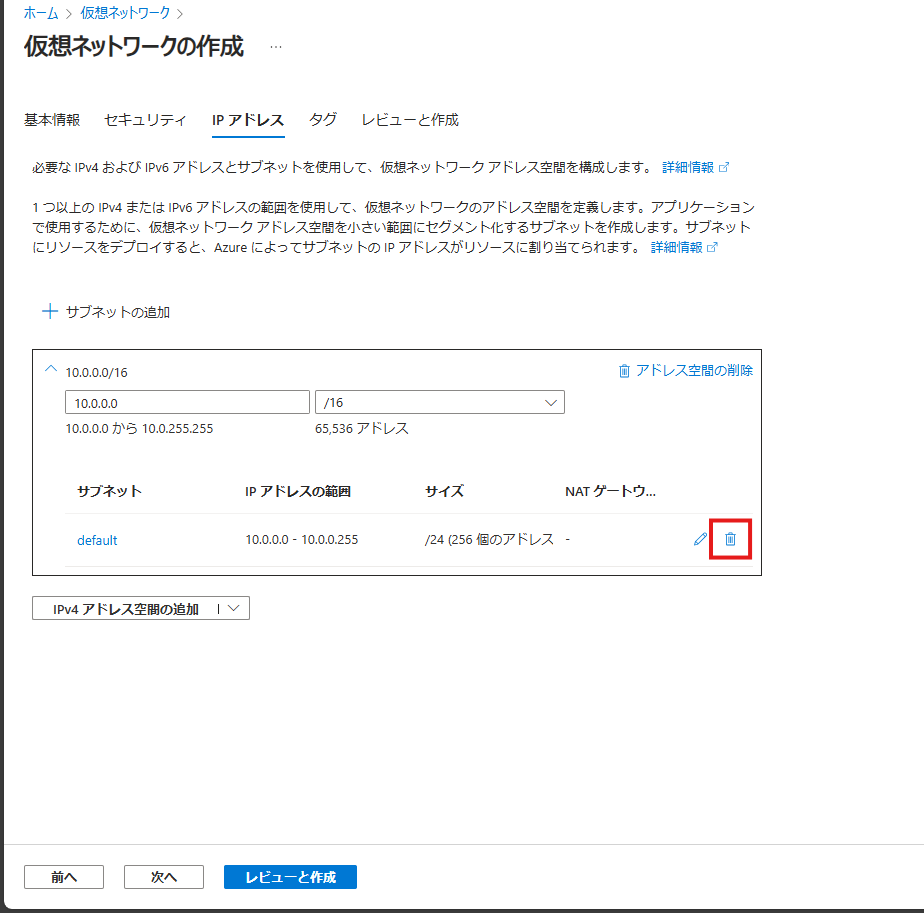 ホーム > 仮想ネットワーク >
仮想ネットワークの作成 …
基本情報 セキュリティ IP アドレス タグ レビューと作成
必要な IPv4 および IPv6 アドレスとサブネットを使用して、仮想ネットワーク アドレス空間を構成します。 詳細情報
1 つ以上の IPv4 または IPv6 アドレスの範囲を使用して、仮想ネットワークのアドレス空間を定義します。アプリケーション
で使用するために、仮想ネットワーク アドレス空間を小さい範囲にセグメント化するサブネットを作成します。サブネット
にリソースをデプロイすると、Azure によってサブネットの IP アドレスがリソースに割り当てられます。 詳細情報
サブネットの追加
10.0.0.0/16 アドレス空間の削除
10.0.0.0 /16
10.0.0.0 から 10.0.255.255 65,536 アドレス
サブネット IP アドレスの範囲 サイズ NAT ゲートウ...
default 10.0.0.0 - 10.0.0.255 /24 (256 個のアドレス -
IPv4 アドレス空間の追加
前へ 次へ レビューと作成